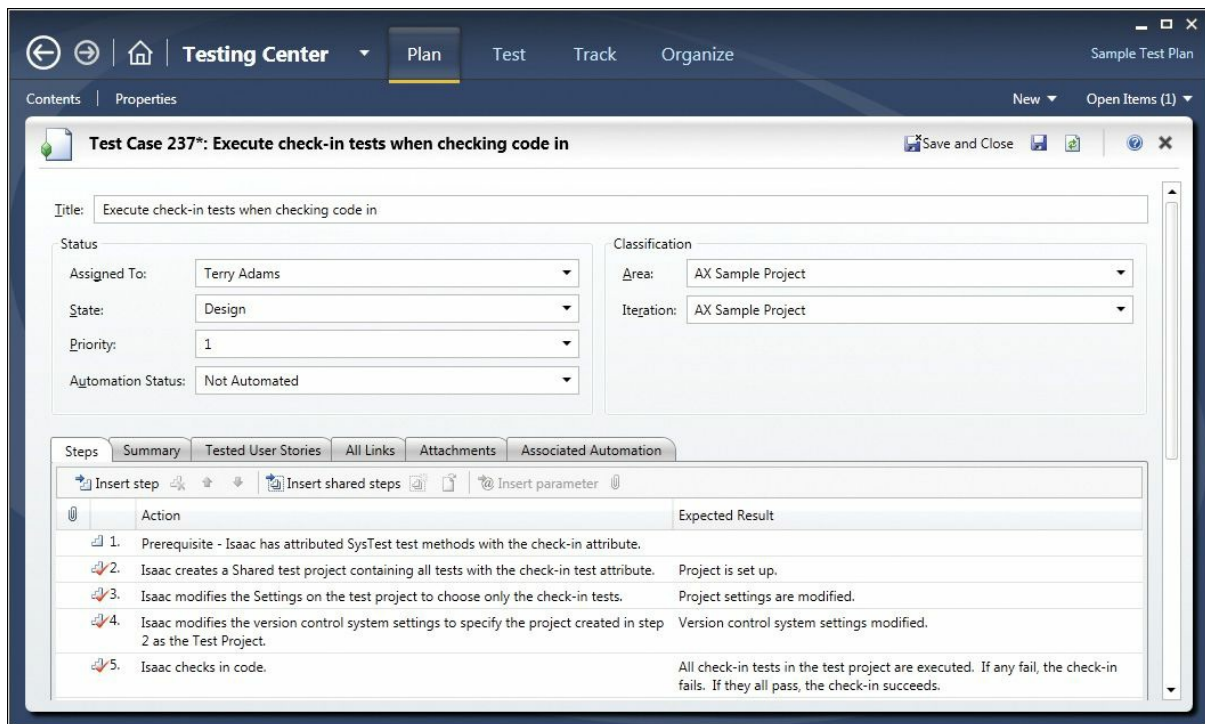 Testing Center
Plan
Test
Track
Organize
Sample Test Plan
Contents
Properties
New
Open Items (1)
Test Case 237*: Execute check-in tests when checking code in
Save and Close
Title: Execute check-in tests when checking code in
Status
Classification
Assigned To: Terry Adams
Area: AX Sample Project
State: Design
Iteration: AX Sample Project
Priority: 1
Automation Status: Not Automated
Steps
Summary
Tested User Stories
All Links
Attachments
Associated Automation
Insert step
Insert shared steps
Insert parameter
Action
Expected Result
1. Prerequisite - Isaac has attributed SysTest test methods with the check-in attribute.
2. Isaac creates a Shared test project containing all tests with the check-in test attribute.
Project is set up.
3. Isaac modifies the Settings on the test project to choose only the check-in tests.
Project settings are modified.
4. Isaac modifies the version control system settings to specify the project created in step
2 as the Test Project.
Version control system settings modified.
5. Isaac checks in code.
All check-in tests in the test project are executed. If any fail, the check-in
fails. If they all pass, the check-in succeeds.